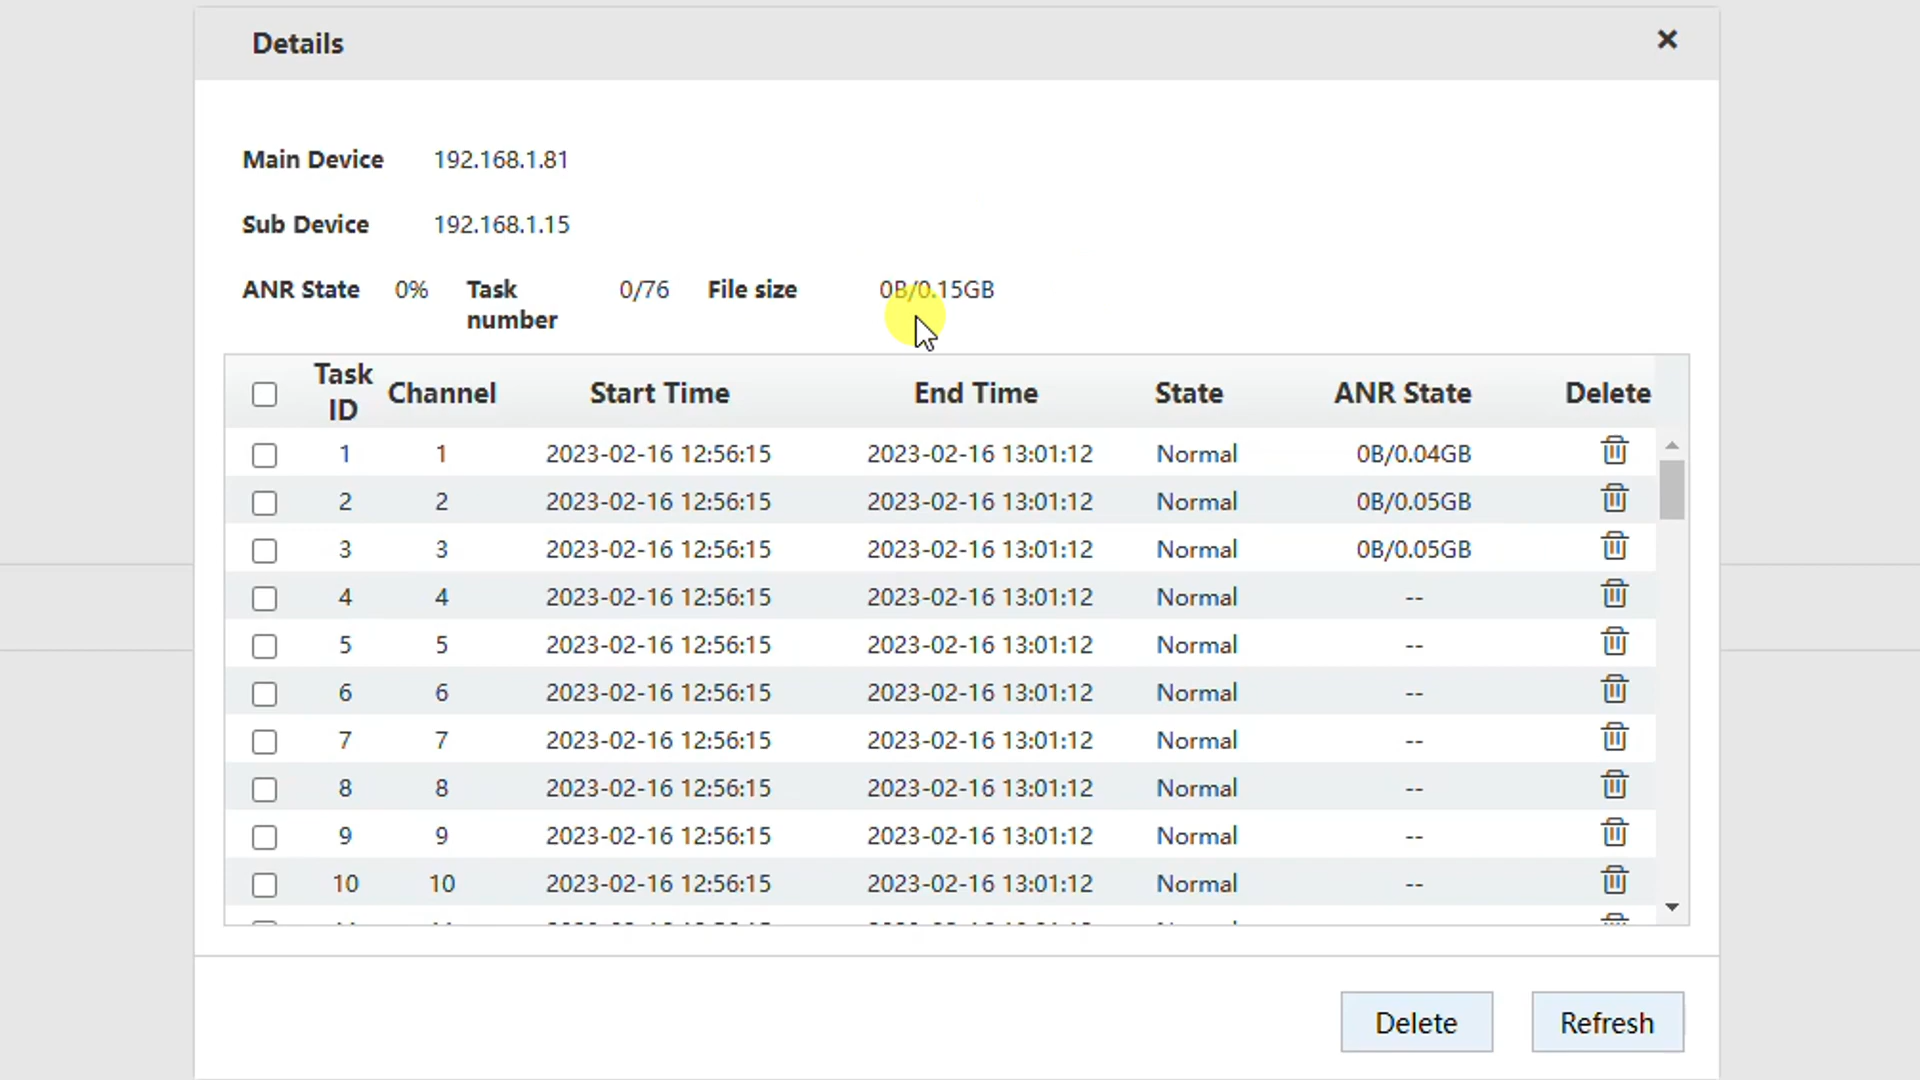 Details
Main Device 192.168.1.81
Sub Device 192.168.1.15
ANR State 0% Task number 0/76 File size 0B/0.15GB
Task ID Channel Start Time End Time State ANR State Delete
1 1 2023-02-16 12:56:15 2023-02-16 13:01:12 Normal 0B/0.04GB
2 2 2023-02-16 12:56:15 2023-02-16 13:01:12 Normal 0B/0.05GB
3 3 2023-02-16 12:56:15 2023-02-16 13:01:12 Normal 0B/0.05GB
4 4 2023-02-16 12:56:15 2023-02-16 13:01:12 Normal --
5 5 2023-02-16 12:56:15 2023-02-16 13:01:12 Normal --
6 6 2023-02-16 12:56:15 2023-02-16 13:01:12 Normal --
7 7 2023-02-16 12:56:15 2023-02-16 13:01:12 Normal --
8 8 2023-02-16 12:56:15 2023-02-16 13:01:12 Normal --
9 9 2023-02-16 12:56:15 2023-02-16 13:01:12 Normal --
10 10 2023-02-16 12:56:15 2023-02-16 13:01:12 Normal --
Delete Refresh